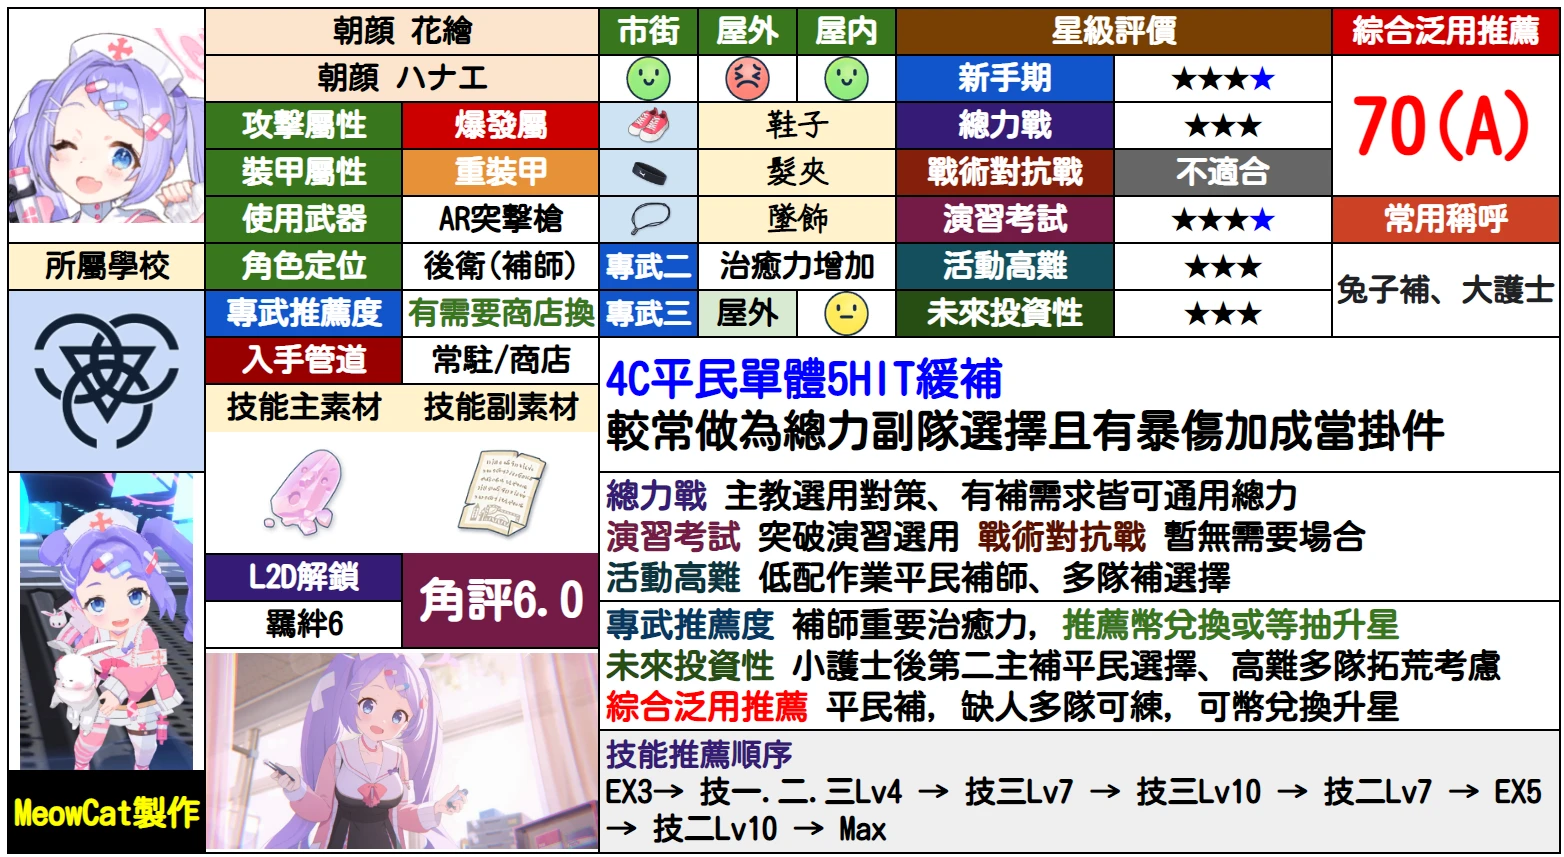 朝顔 花繪
市街
屋外
屋内
星級評價
綜合泛用推薦
朝顔 ハナエ
新手期
★★★★
70(A)
攻擊屬性
爆發屬
鞋子
總力戰
★★★
裝甲屬性
重裝甲
髮夾
戰術對抗戰
不適合
使用武器
AR突擊槍
墜飾
演習考試
★★★★
常用稱呼
所屬學校
角色定位
後衛(補師)
專武二
治癒力增加
活動高難
★★★
兔子補、大護士
專武推薦度
有需要商店換
專武三
屋外
未來投資性
★★★
入手管道
常駐/商店
4C平民單體5HIT緩補
較常做為總力副隊選擇且有暴傷加成當掛件
技能主素材
技能副素材
總力戰 主教選用對策、有補需求皆可通用總力
演習考試 突破演習選用 戰術對抗戰 暫無需要場合
活動高難 低配作業平民補師、多隊補選擇
L2D解鎖
角評6.0
羈絆6
專武推薦度 補師重要治癒力, 推薦幣兌換或等抽升星
未來投資性 小護士後第二主補平民選擇、高難多隊拓荒考慮
綜合泛用推薦 平民補, 缺人多隊可練, 可幣兌換升星
技能推薦順序
EX3→ 技一.二.三Lv4 → 技三Lv7 → 技三Lv10 → 技二Lv7 → EX5
→ 技二Lv10 → Max
MeowCat製作